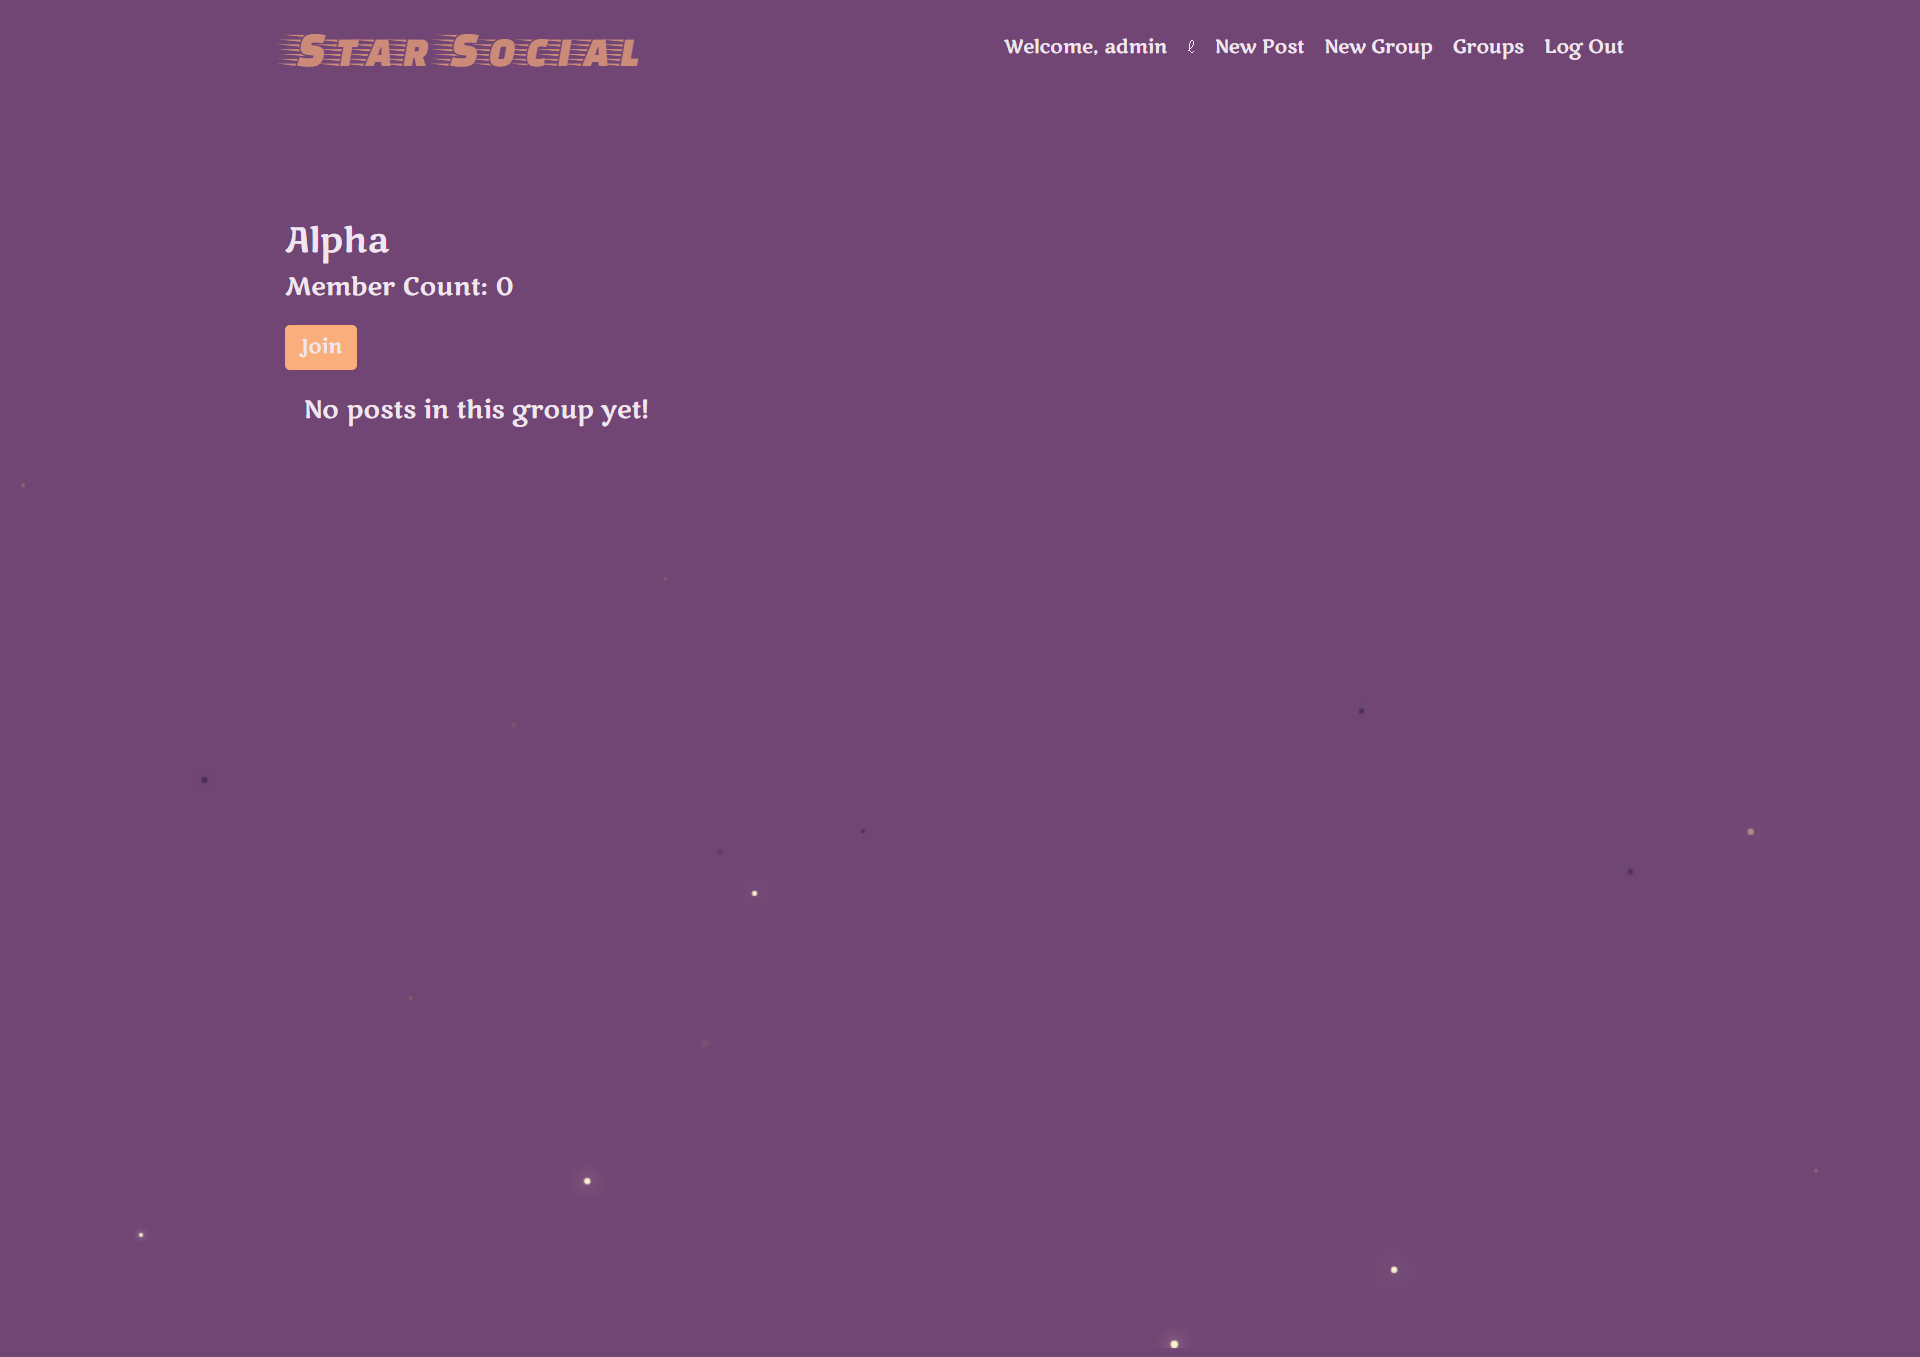 Star Social
Welcome, admin ℓ New Post New Group Groups Log Out
Alpha
Member Count: 0
Join
No posts in this group yet!